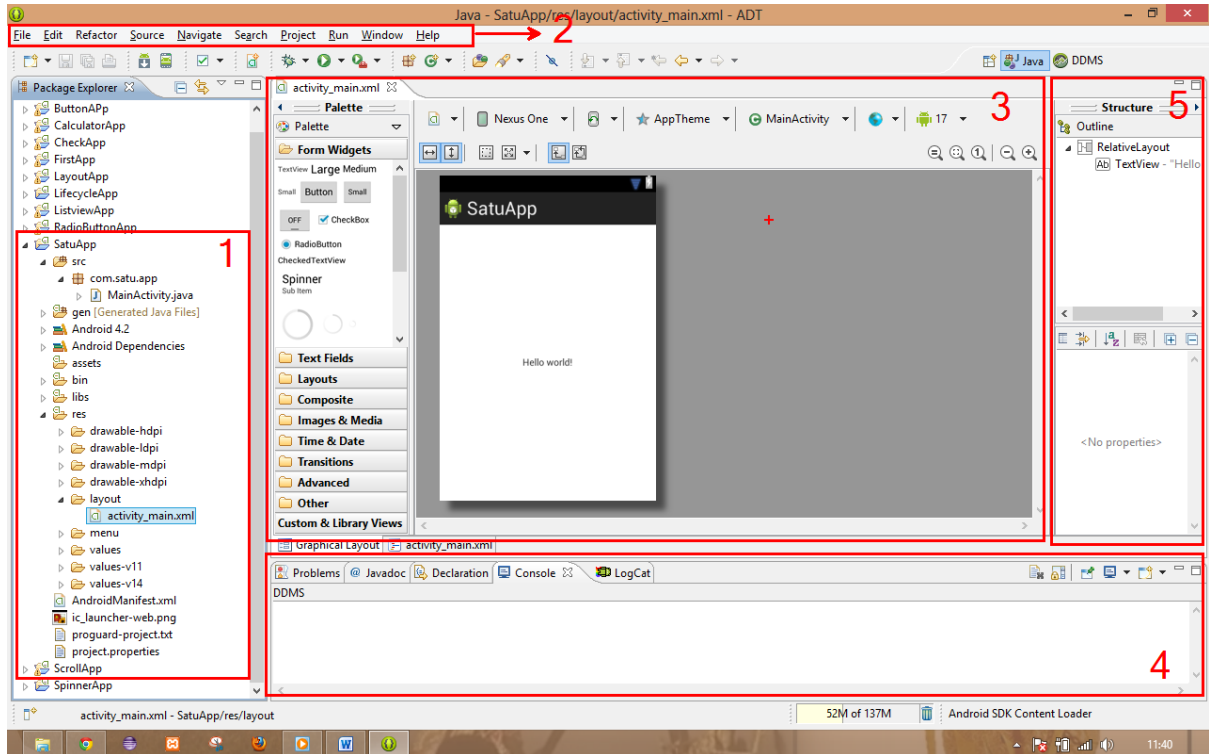 Java - SatuApp/res/layout/activity_main.xml - ADT
File Edit Refactor Source Navigate Search Project Run Window Help
2
Java DDMS
Package Explorer
ButtonAPp
CalculatorApp
CheckApp
FirstApp
LayoutApp
LifecycleApp
ListviewApp
RadioButtonApp
1
SatuApp
src
com.satu.app
MainActivity.java
gen [Generated Java Files]
Android 4.2
Android Dependencies
assets
bin
libs
res
drawable-hdpi
drawable-ldpi
drawable-mdpi
drawable-xhdpi
layout
activity_main.xml
menu
values
values-v11
values-v14
AndroidManifest.xml
ic_launcher-web.png
proguard-project.txt
project.properties
ScrollApp
SpinnerApp
activity_main.xml
3
Palette
Palette
Form Widgets
TextView Large Medium
Small Button Small
OFF CheckBox
RadioButton
CheckedTextView
Spinner
Sub Item
Text Fields
Layouts
Composite
Images & Media
Time & Date
Transitions
Advanced
Other
Custom & Library Views
Nexus One AppTheme MainActivity 17
SatuApp
Hello world!
Graphical Layout activity_main.xml
5
Structure
Outline
RelativeLayout
Ab TextView - "Hello
<No properties>
Problems @ Javadoc Declaration Console LogCat
DDMS
4
activity_main.xml - SatuApp/res/layout
52M of 137M
Android SDK Content Loader
11:40